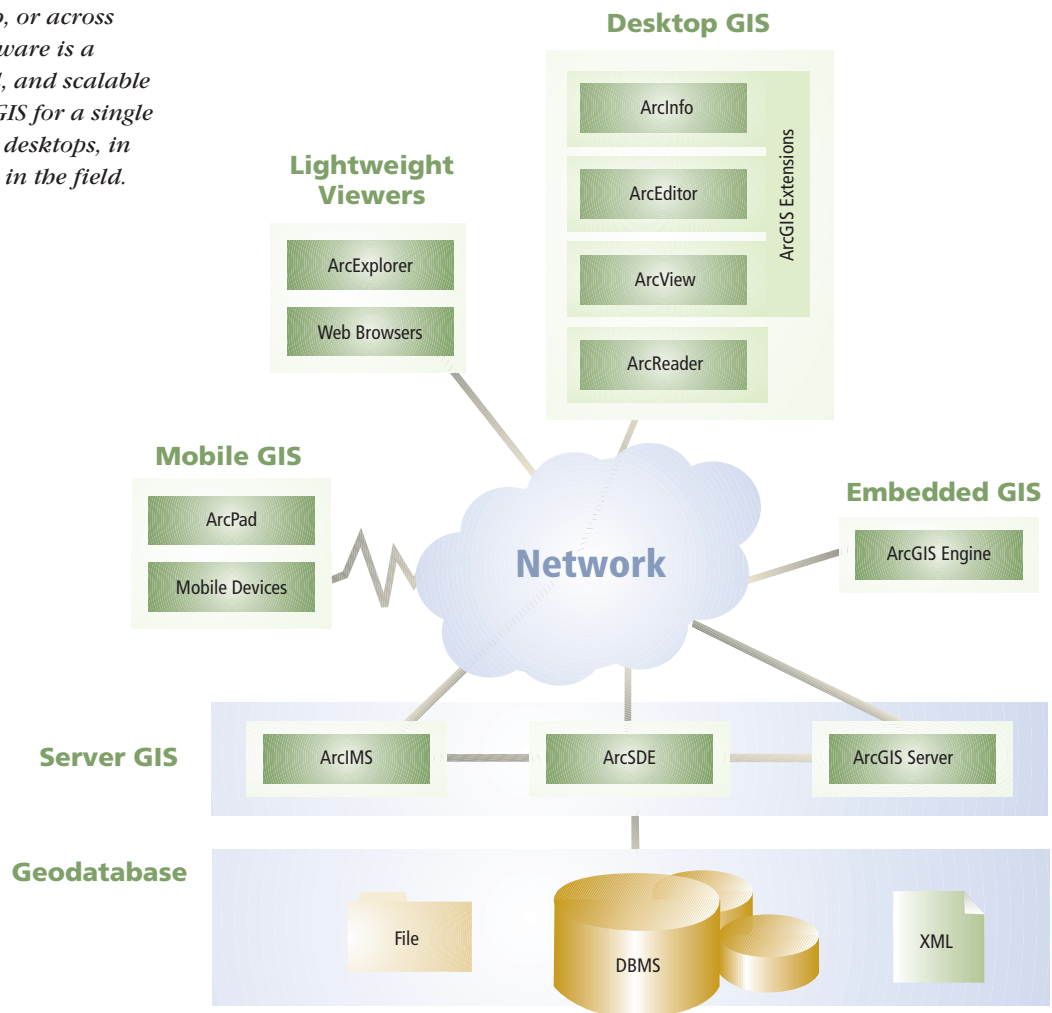 or across
ware is a
and scalable
GIS for a single
desktops, in
in the field.
Desktop GIS
ArcInfo
ArcEditor
ArcView
ArcGIS Extensions
ArcReader
Lightweight
Viewers
ArcExplorer
Web Browsers
Mobile GIS
ArcPad
Mobile Devices
Network
Embedded GIS
ArcGIS Engine
Server GIS
ArcIMS
ArcSDE
ArcGIS Server
Geodatabase
File
DBMS
XML